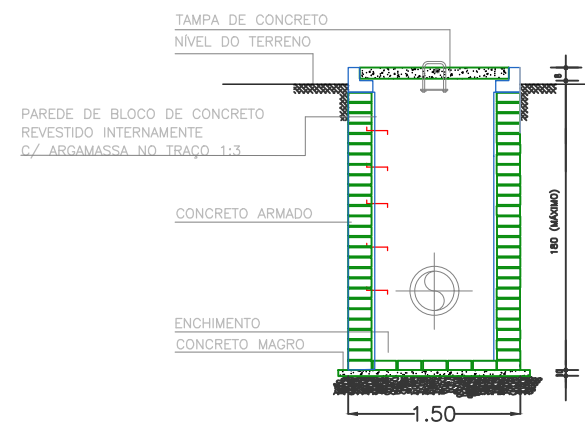 TAMPA DE CONCRETO
NÍVEL DO TERRENO
PAREDE DE BLOCO DE CONCRETO
REVESTIDO INTERNAMENTE
C/ ARGAMASSA NO TRAÇO 1:3
CONCRETO ARMADO
ENCHIMENTO
CONCRETO MAGRO
8
180 (MÁXIMO)
1.50